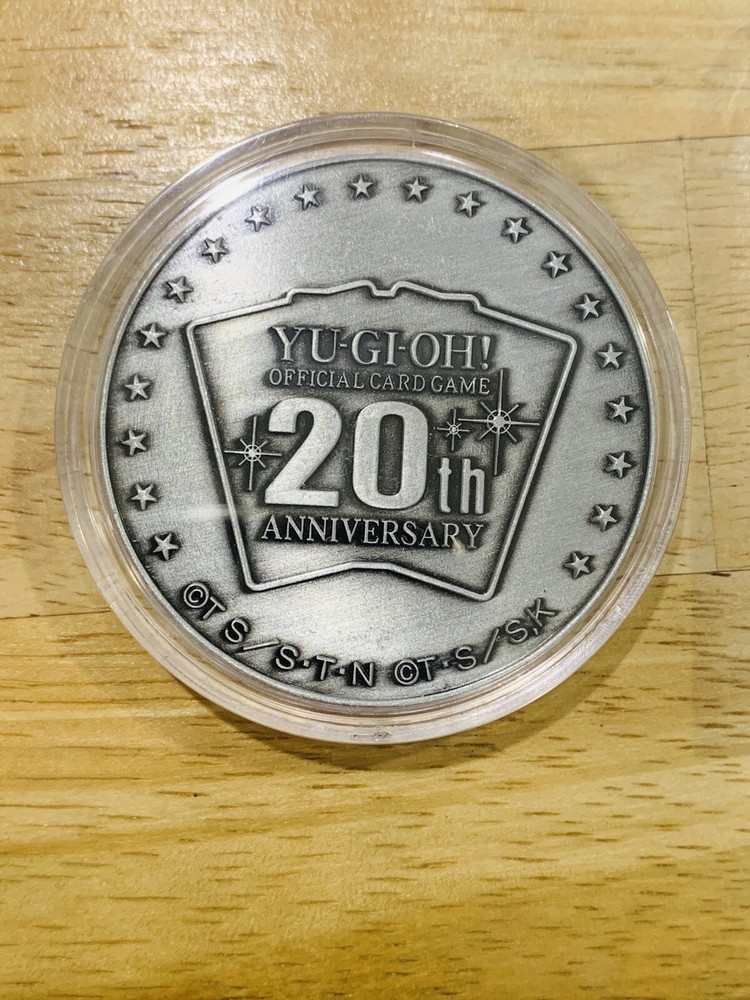 YU-GI-OH!
OFFICIAL CARD GAME
20th
ANNIVERSARY
©T S/S・T・N ©T・S/S,K